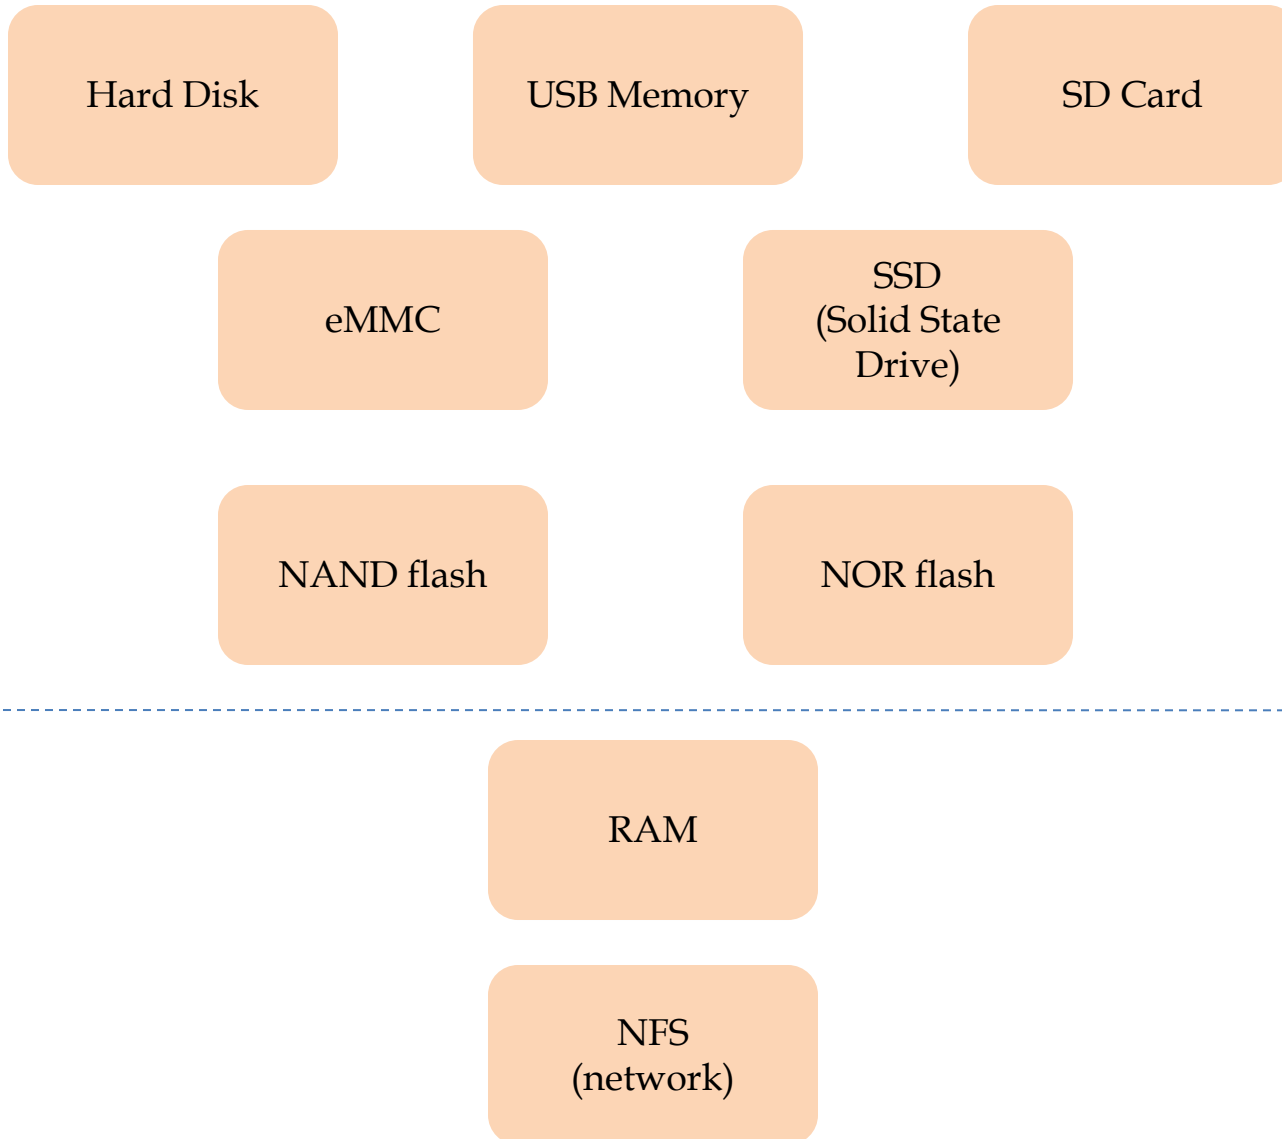 Hard Disk
USB Memory
SD Card
eMMC
SSD
(Solid State
Drive)
NAND flash
NOR flash
RAM
NFS
(network)